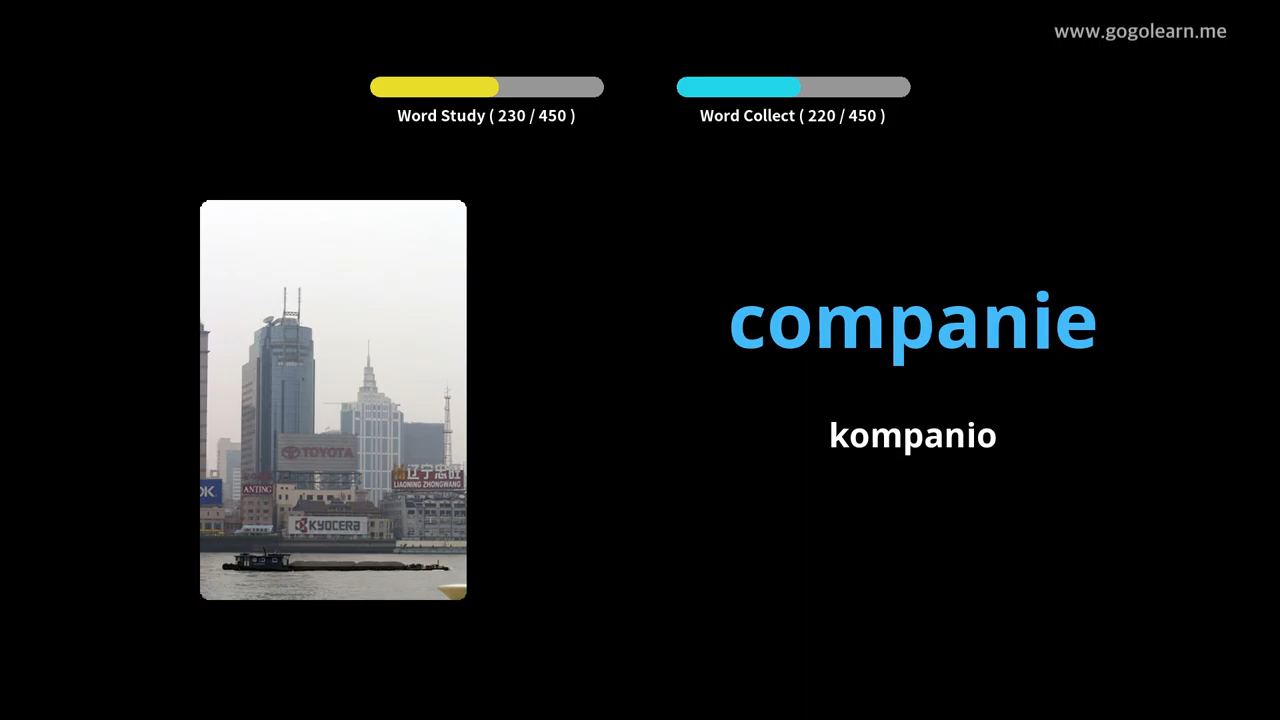 www.gogolearn.me
Word Study ( 230 / 450 )
Word Collect ( 220 / 450 )
companie
kompanio
TOYOTA
辽宁忠旺
LIAONING ZHONGWANG
OK
ANTING
KYOCERA